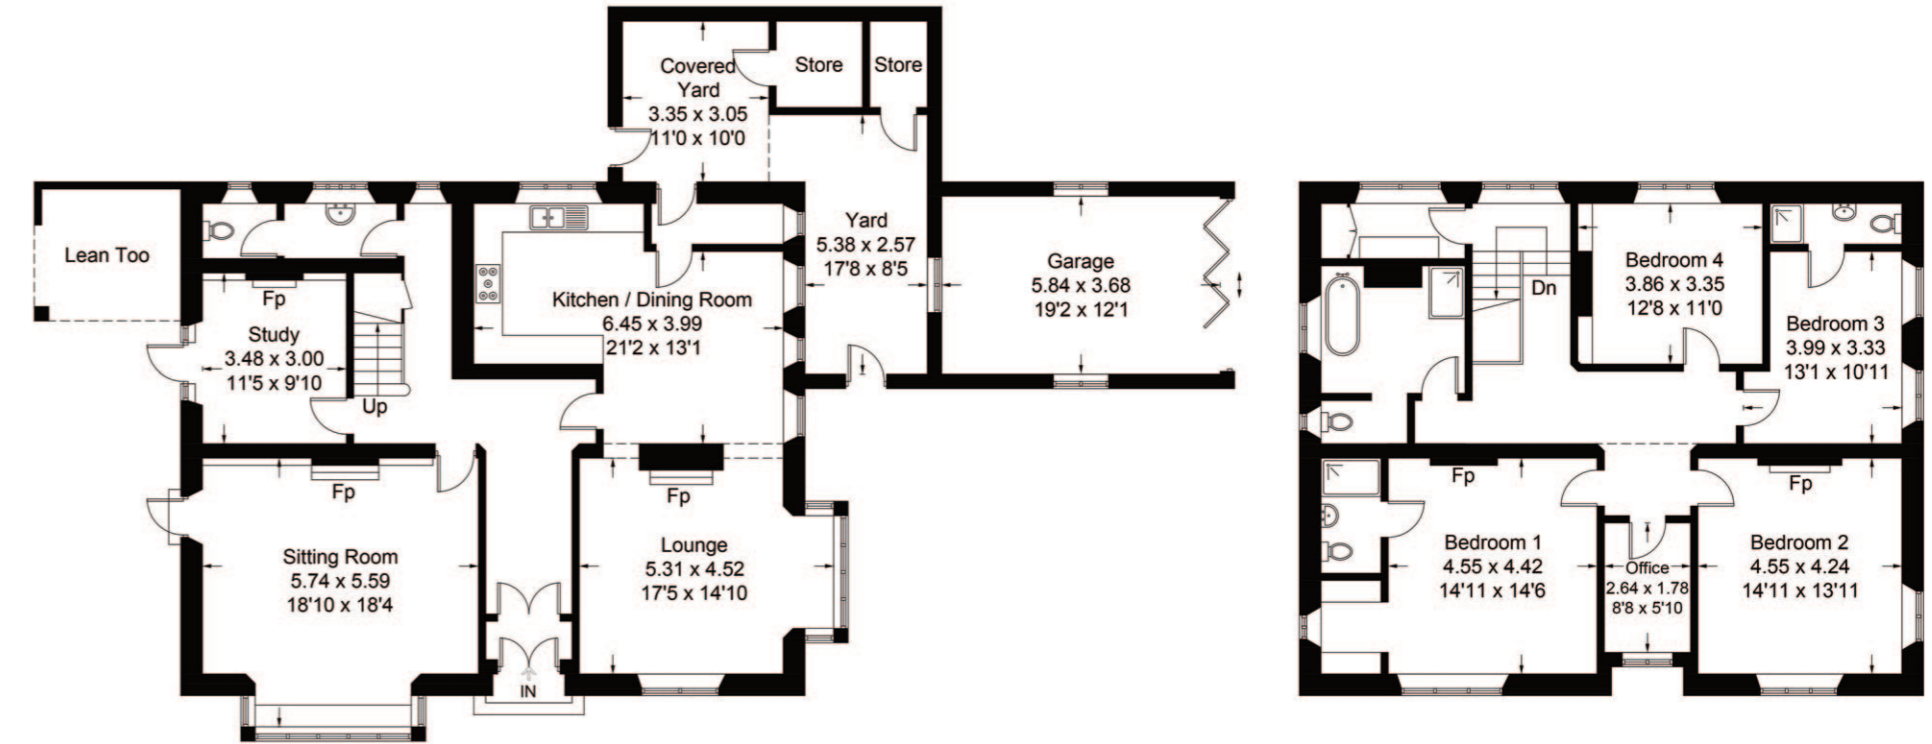 Covered
Yard
3.35 x 3.05
11'0 x 10'0
Store
Store
Lean Too
Yard
5.38 x 2.57
17'8 x 8'5
Garage
5.84 x 3.68
19'2 x 12'1
Fp
Study
3.48 x 3.00
11'5 x 9'10
Up
Kitchen / Dining Room
6.45 x 3.99
21'2 x 13'1
Fp
Sitting Room
5.74 x 5.59
18'10 x 18'4
Fp
Lounge
5.31 x 4.52
17'5 x 14'10
IN
Dn
Bedroom 4
3.86 x 3.35
12'8 x 11'0
Bedroom 3
3.99 x 3.33
13'1 x 10'11
Fp
Bedroom 1
4.55 x 4.42
14'11 x 14'6
Office
2.64 x 1.78
8'8 x 5'10
Fp
Bedroom 2
4.55 x 4.24
14'11 x 13'11